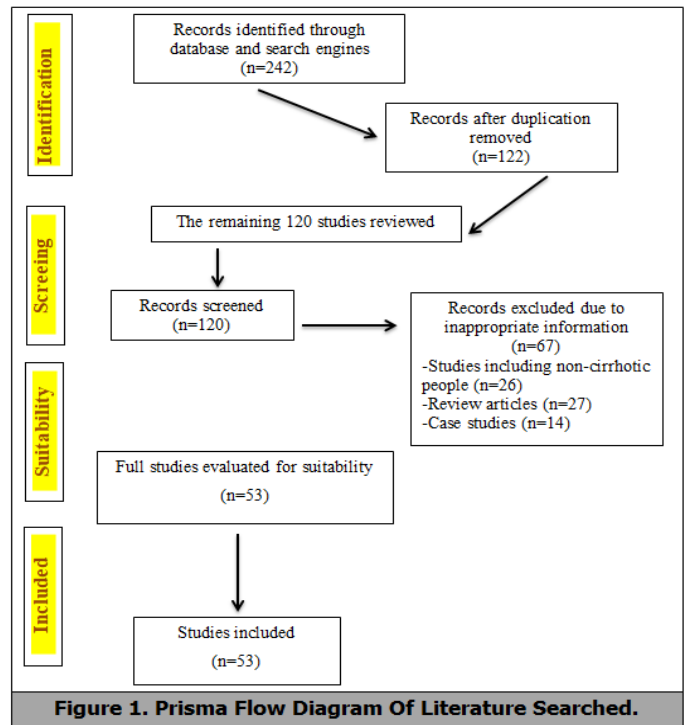 Identification
Records identified through
database and search engines
(n=242)
Records after duplication
removed
(n=122)
Screeing
The remaining 120 studies reviewed
Records screened
(n=120)
Records excluded due to
inappropriate information
(n=67)
-Studies including non-cirrhotic
people (n=26)
-Review articles (n=27)
-Case studies (n=14)
Suitability
Full studies evaluated for suitability
(n=53)
Included
Studies included
(n=53)
Figure 1. Prisma Flow Diagram Of Literature Searched.